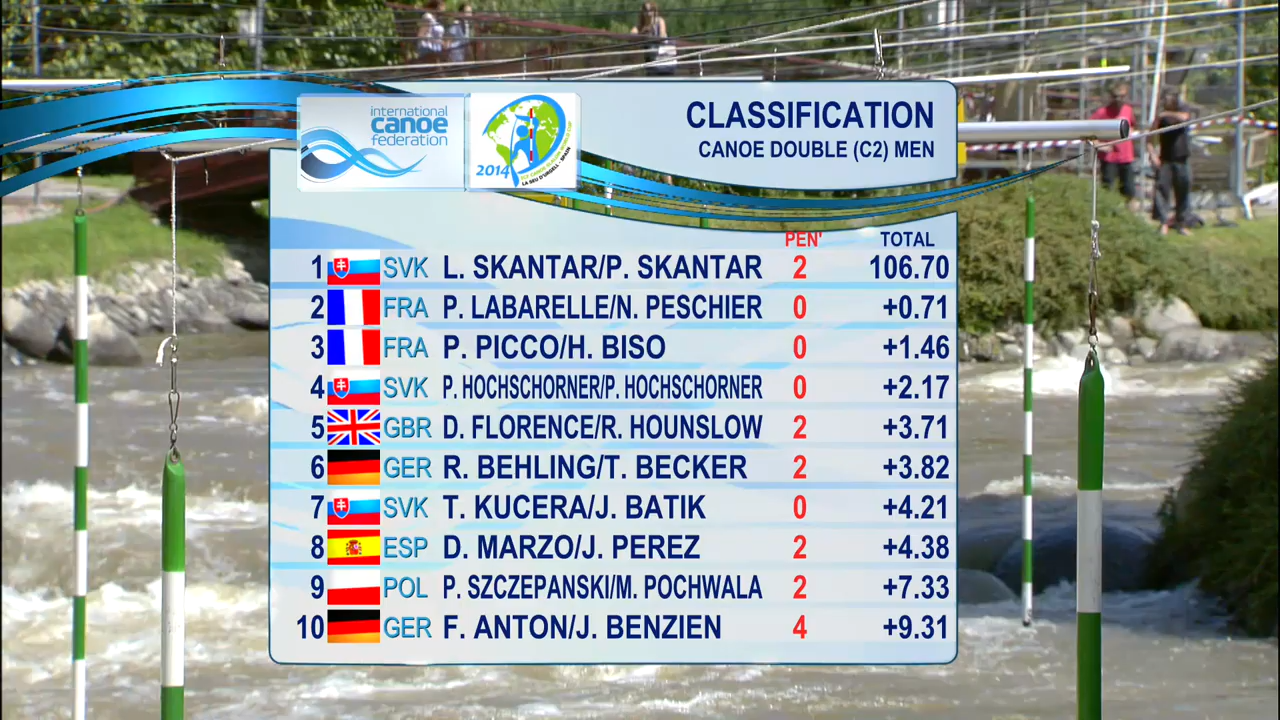 international
canoe
federation
2014
LA SEU D'URGELL - SPAIN
CLASSIFICATION
CANOE DOUBLE (C2) MEN
PEN' TOTAL
1 SVK L. SKANTAR/P. SKANTAR 2 106.70
2 FRA P. LABARELLE/N. PESCHIER 0 +0.71
3 FRA P. PICCO/H. BISO 0 +1.46
4 SVK P. HOCHSCHORNER/P. HOCHSCHORNER 0 +2.17
5 GBR D. FLORENCE/R. HOUNSLOW 2 +3.71
6 GER R. BEHLING/T. BECKER 2 +3.82
7 SVK T. KUCERA/J. BATIK 0 +4.21
8 ESP D. MARZO/J. PEREZ 2 +4.38
9 POL P. SZCZEPANSKI/M. POCHWALA 2 +7.33
10 GER F. ANTON/J. BENZIEN 4 +9.31